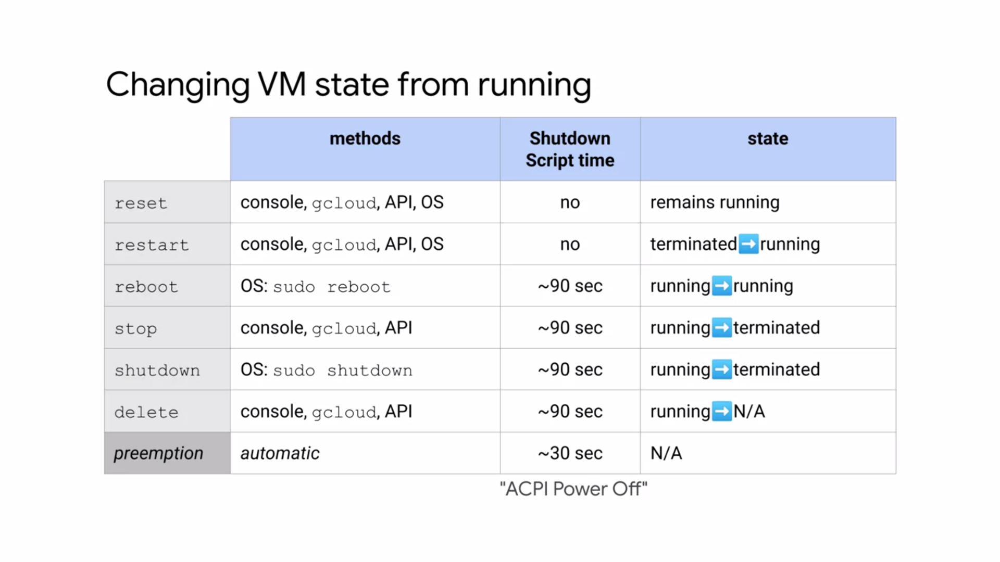 Changing VM state from running
methods Shutdown Script time state
reset console, gcloud, API, OS no remains running
restart console, gcloud, API, OS no terminated➡running
reboot OS: sudo reboot ~90 sec running➡running
stop console, gcloud, API ~90 sec running➡terminated
shutdown OS: sudo shutdown ~90 sec running➡terminated
delete console, gcloud, API ~90 sec running➡N/A
preemption automatic ~30 sec N/A
"ACPI Power Off"